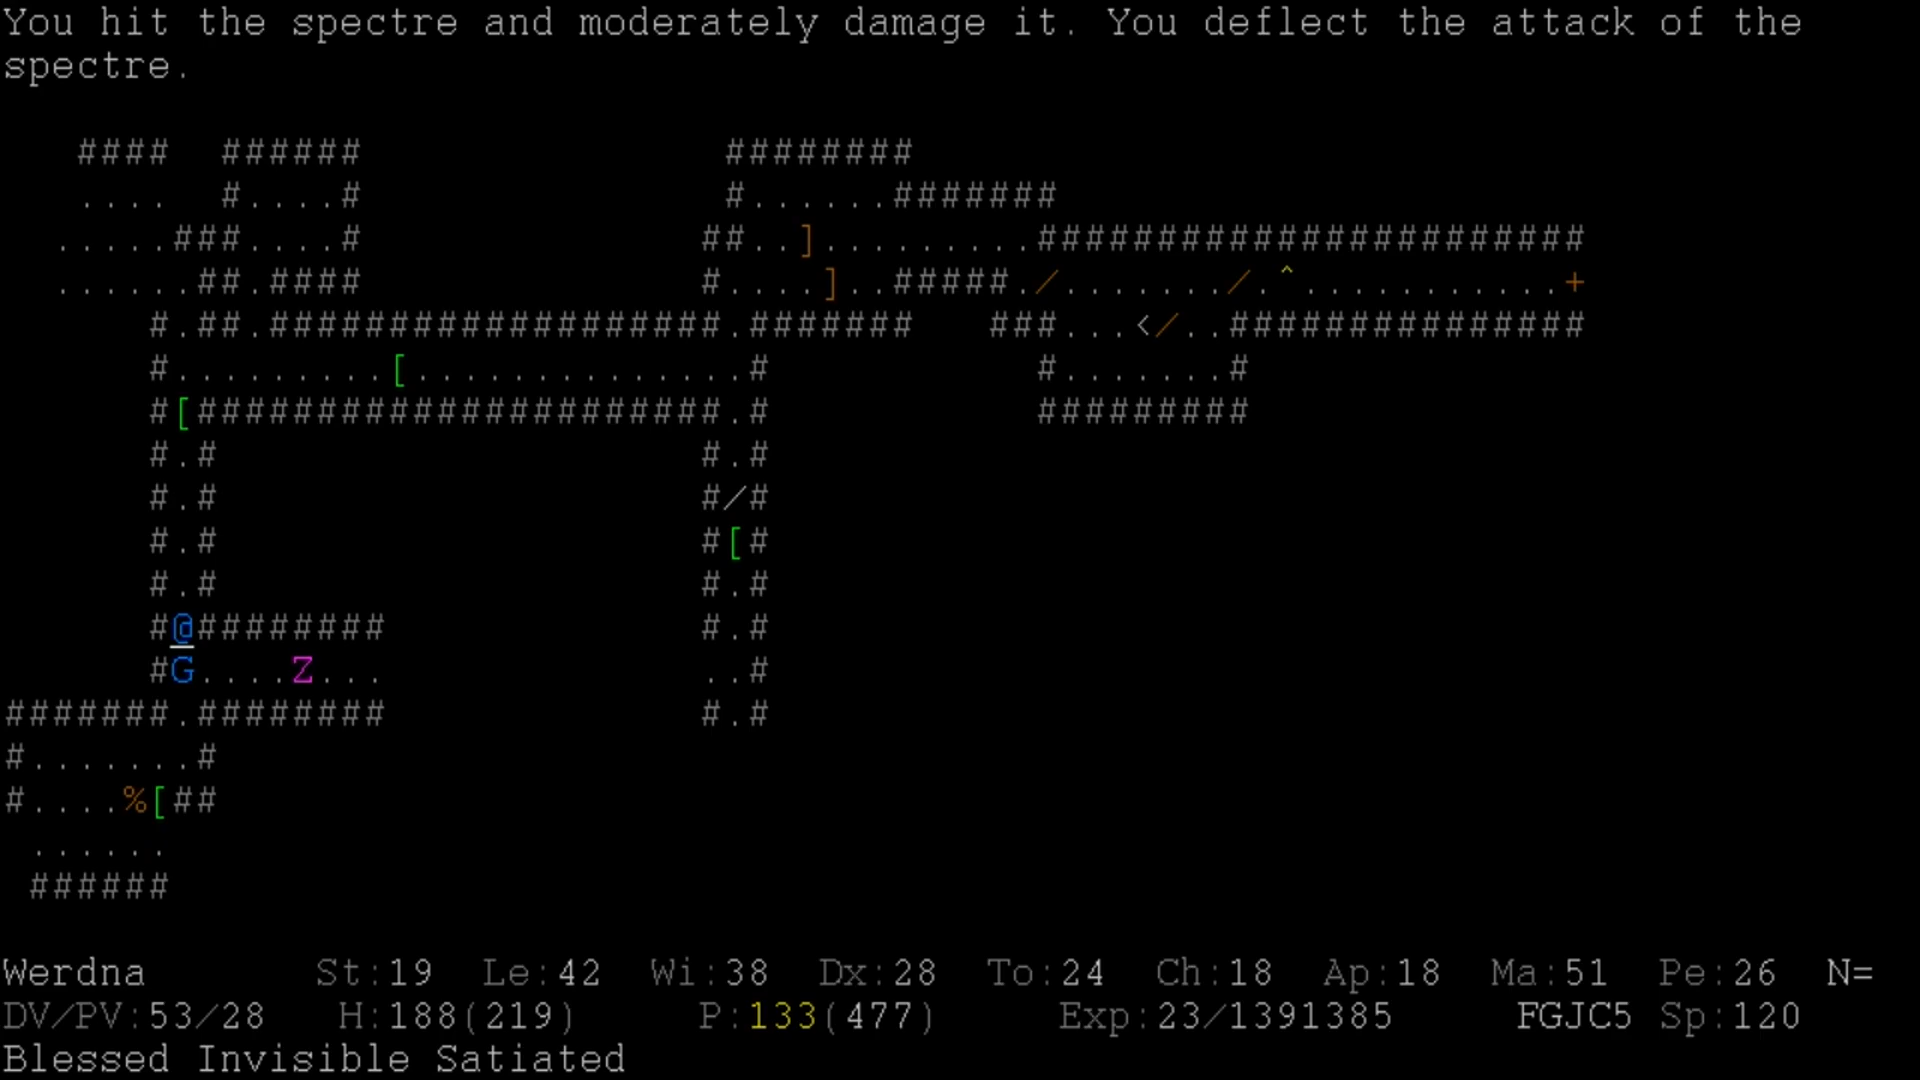 You hit the spectre and moderately damage it. You deflect the attack of the
spectre.
####  ######               ########
....  #....#               #......#######
.....###....#              ##..].........#######################
......##.####              #....]..#####./......./.^...........+
#.##.###################.#######   ###...</..###############
#.........[.............#           #.......#
#[######################.#           #########
#.#                    #.#
#.#                    #/#
#.#                    #[#
#.#                    #.#
#@########             #.#
#G....Z...             ..#
#######.########             #.#
#.......#
#....%[##
......
######
Werdna St:19 Le:42 Wi:38 Dx:28 To:24 Ch:18 Ap:18 Ma:51 Pe:26 N=
DV/PV:53/28 H:188(219) P:133(477) Exp:23/1391385 FGJC5 Sp:120
Blessed Invisible Satiated